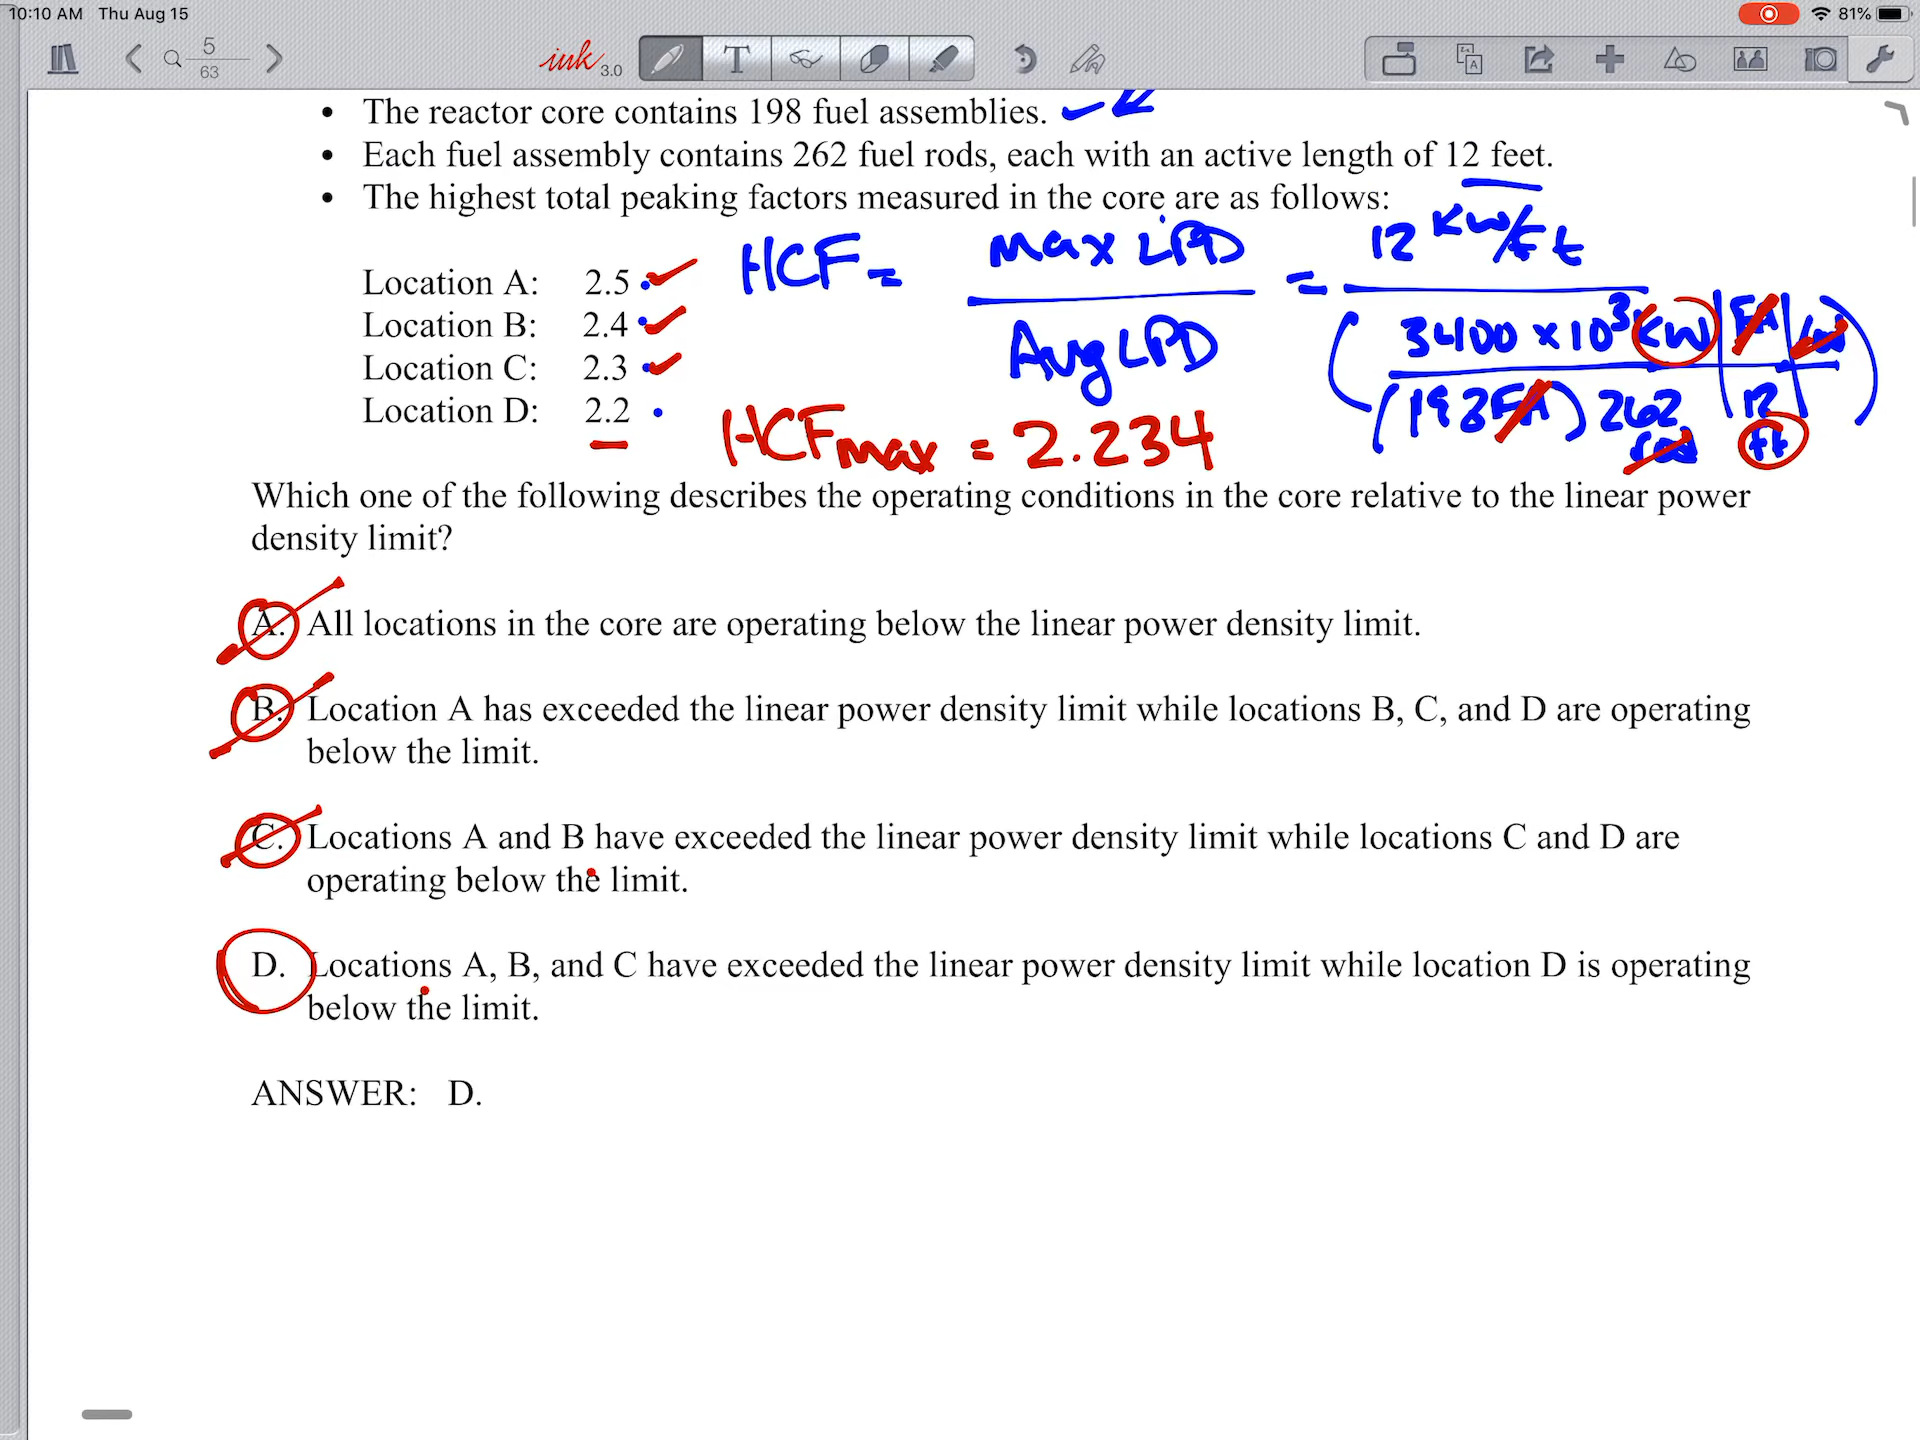 10:10 AM Thu Aug 15
81%
5
63
ink 3.0
T
• The reactor core contains 198 fuel assemblies.
• Each fuel assembly contains 262 fuel rods, each with an active length of 12 feet.
• The highest total peaking factors measured in the core are as follows:
Location A: 2.5
Location B: 2.4
Location C: 2.3
Location D: 2.2
HCF = Max LPD / Avg LPD = 12 KW/ft
3400 x 10³ KW | FA | rod
(193 FA) 262 rod | 12 ft
HCFmax = 2.234
Which one of the following describes the operating conditions in the core relative to the linear power
density limit?
A. All locations in the core are operating below the linear power density limit.
B. Location A has exceeded the linear power density limit while locations B, C, and D are operating
below the limit.
C. Locations A and B have exceeded the linear power density limit while locations C and D are
operating below the limit.
D. Locations A, B, and C have exceeded the linear power density limit while location D is operating
below the limit.
ANSWER: D.